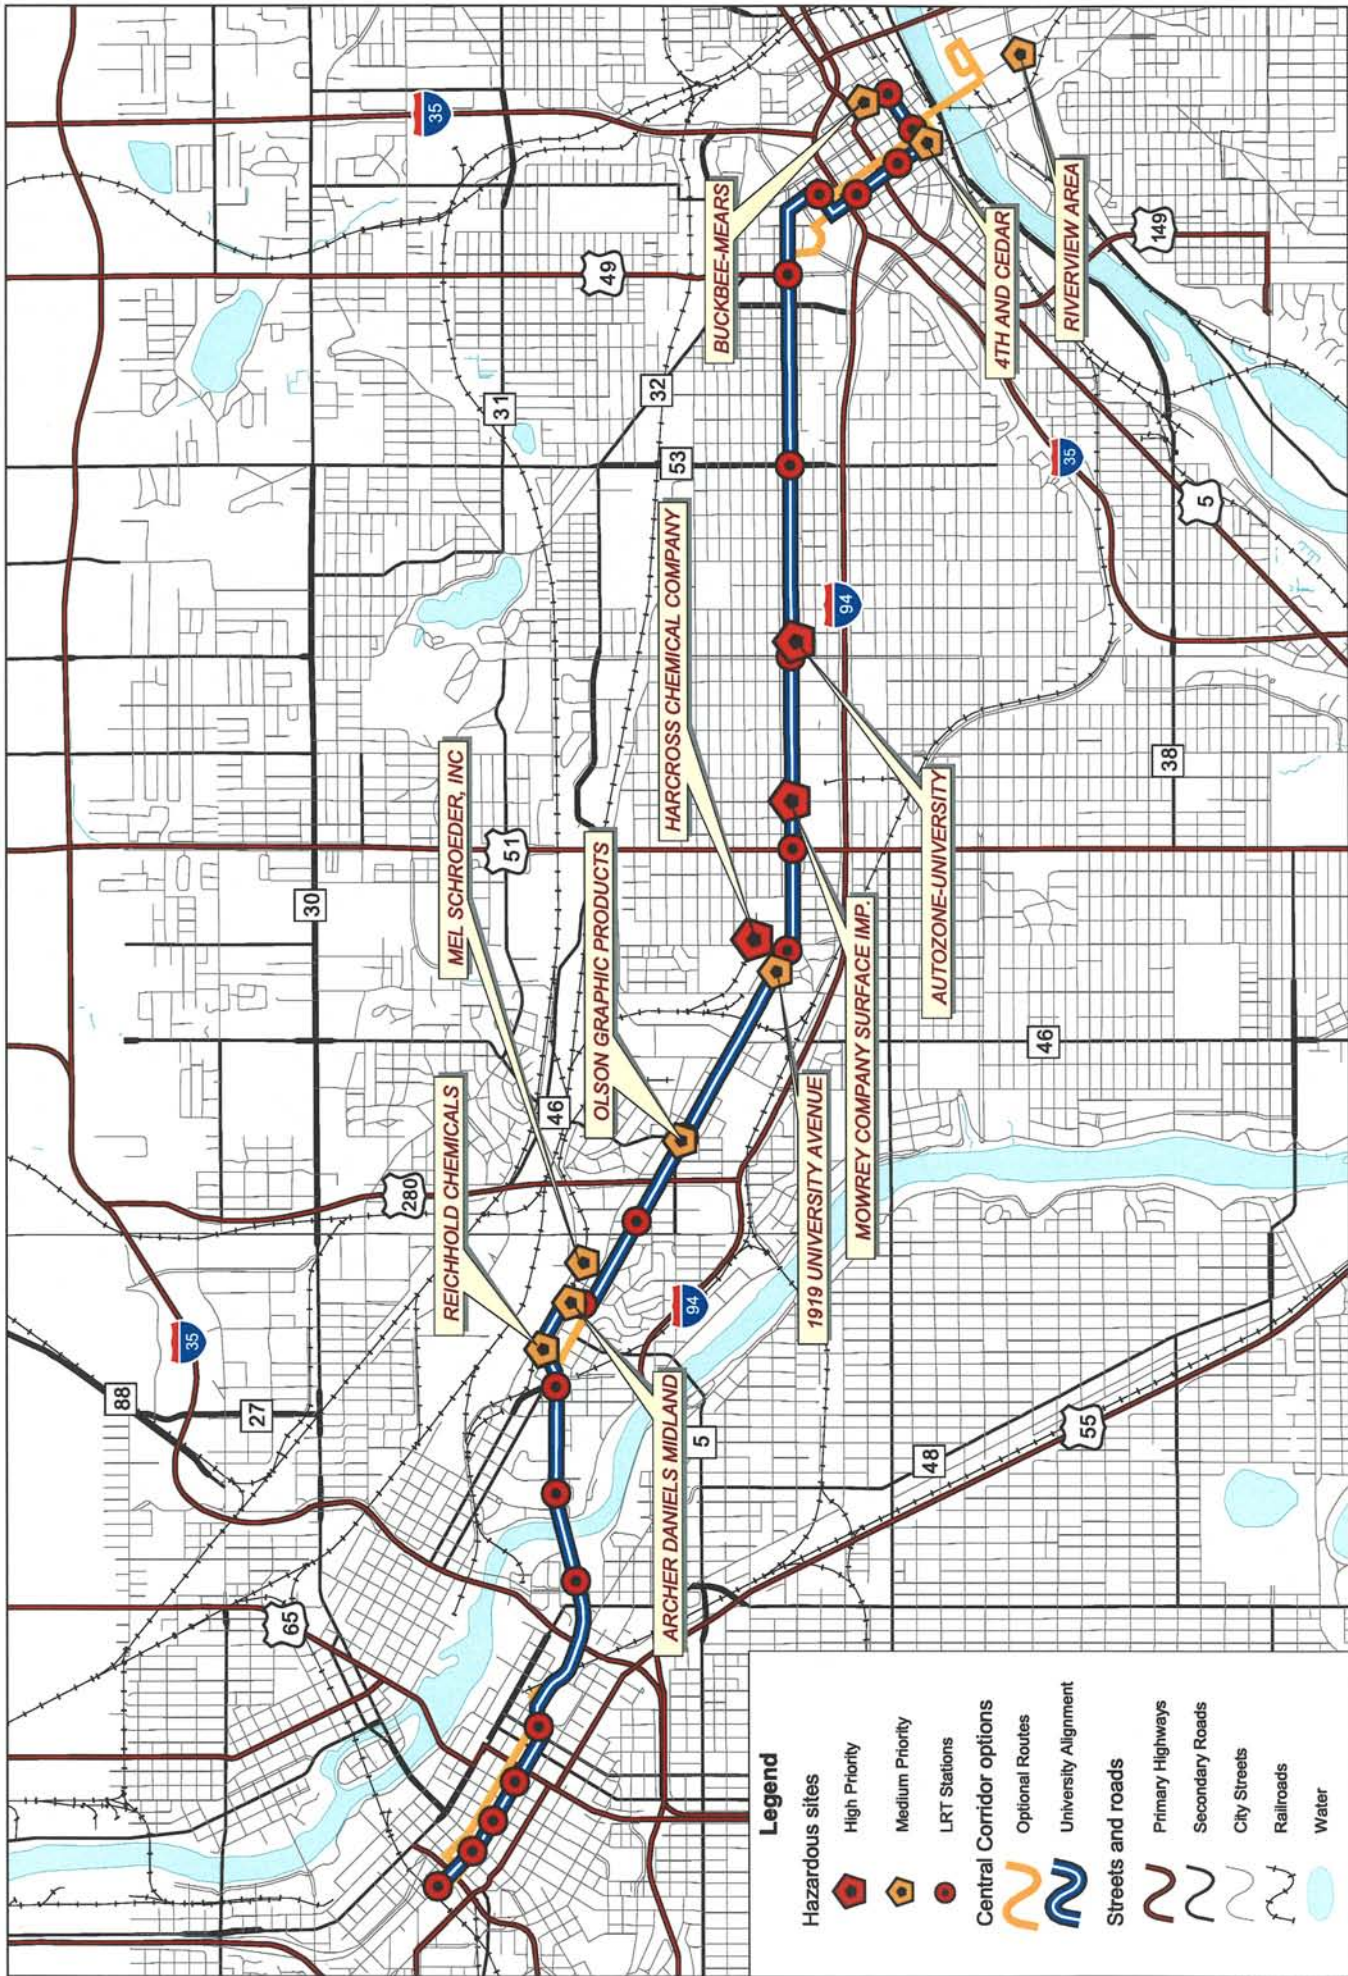 35
49
31
32
53
BUCKBEE-MEARS
4TH AND CEDAR
RIVERVIEW AREA
149
35
5
94
HARCROSS CHEMICAL COMPANY
MEL SCHROEDER, INC
51
30
OLSON GRAPHIC PRODUCTS
38
AUTOZONE-UNIVERSITY
MOWREY COMPANY SURFACE IMP.
46
1919 UNIVERSITY AVENUE
46
REICHHOLD CHEMICALS
280
94
35
88
27
ARCHER DANIELS MIDLAND
5
48
55
65
Legend
Hazardous sites
High Priority
Medium Priority
LRT Stations
Central Corridor options
Optional Routes
University Alignment
Streets and roads
Primary Highways
Secondary Roads
City Streets
Railroads
Water